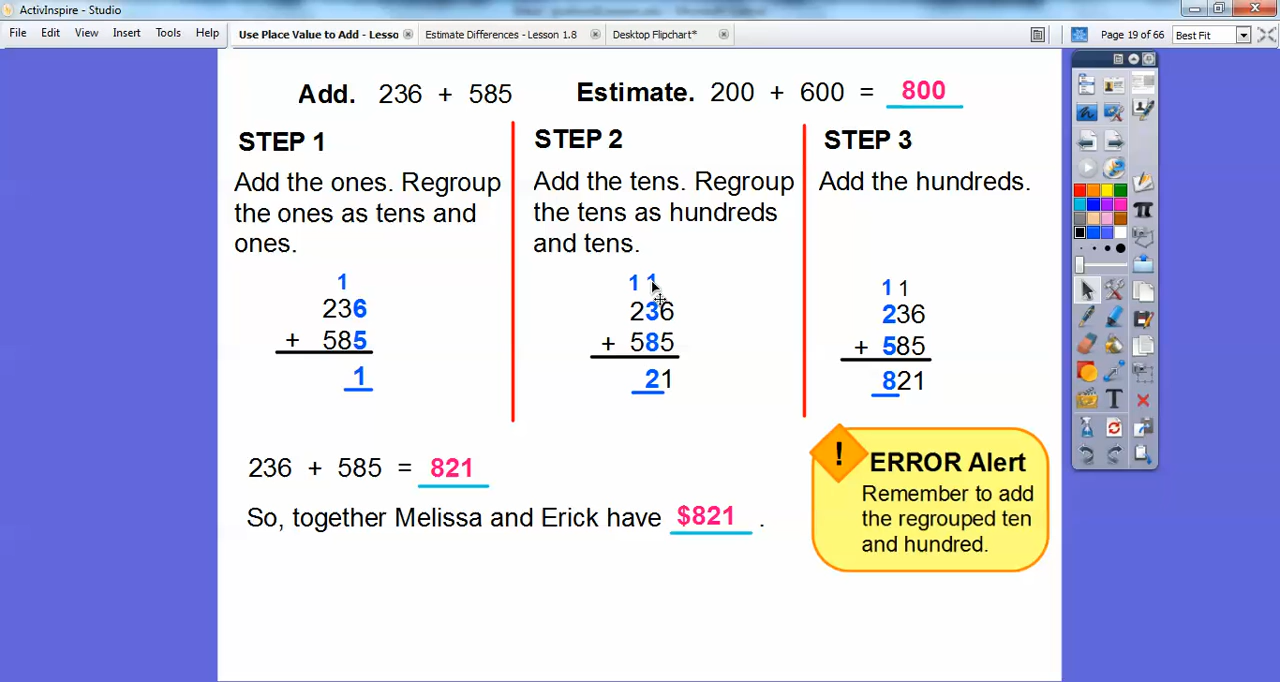 ActivInspire - Studio
File Edit View Insert Tools Help
Use Place Value to Add - Lesso
Estimate Differences - Lesson 1.8
Desktop Flipchart*
Page 19 of 66
Best Fit
Add. 236 + 585
Estimate. 200 + 600 = 800
STEP 1
Add the ones. Regroup
the ones as tens and
ones.
1
236
+ 585
1
STEP 2
Add the tens. Regroup
the tens as hundreds
and tens.
1 1
236
+ 585
21
STEP 3
Add the hundreds.
1 1
236
+ 585
821
236 + 585 = 821
So, together Melissa and Erick have $821 .
!
ERROR Alert
Remember to add
the regrouped ten
and hundred.